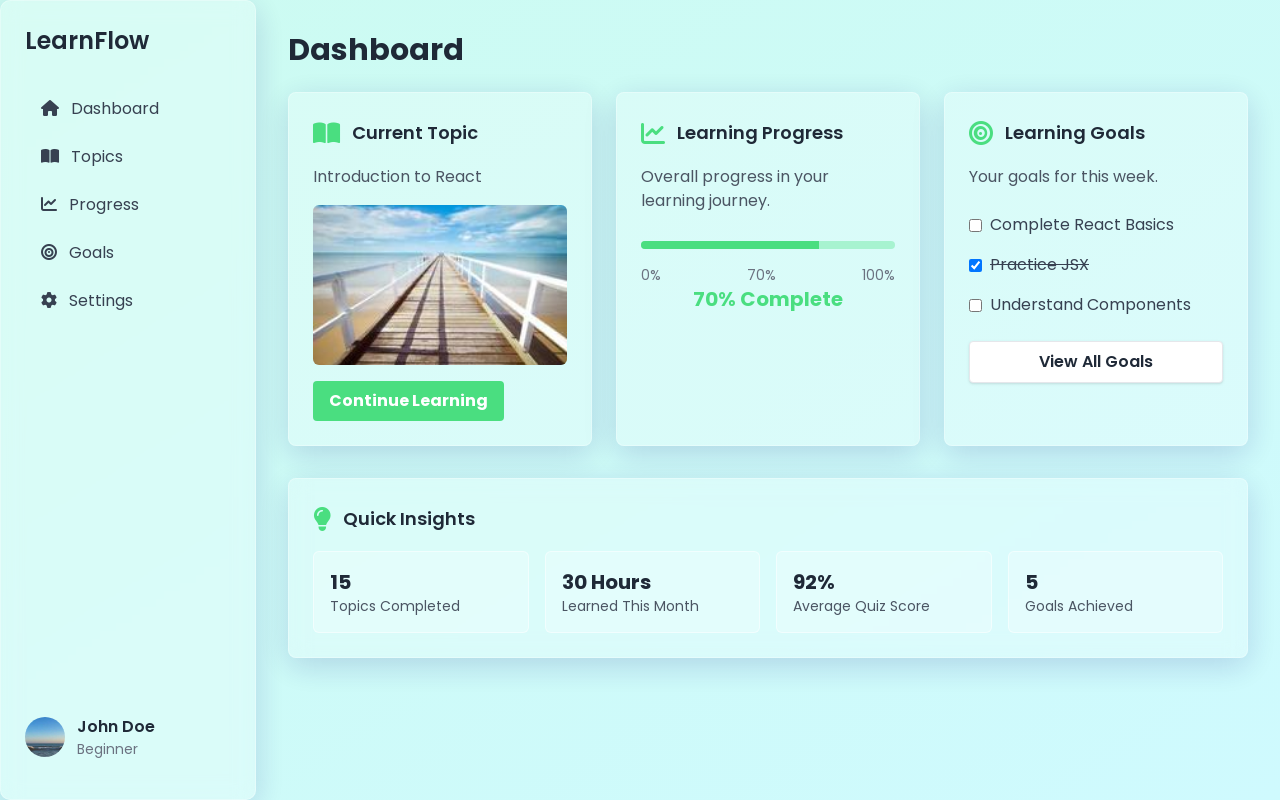 LearnFlow
Dashboard
Topics
Progress
Goals
Settings
John Doe
Beginner
Dashboard
Current Topic
Introduction to React
Continue Learning
Learning Progress
Overall progress in your
learning journey.
0% 70% 100%
70% Complete
Learning Goals
Your goals for this week.
Complete React Basics
Practice JSX
Understand Components
View All Goals
Quick Insights
15
Topics Completed
30 Hours
Learned This Month
92%
Average Quiz Score
5
Goals Achieved